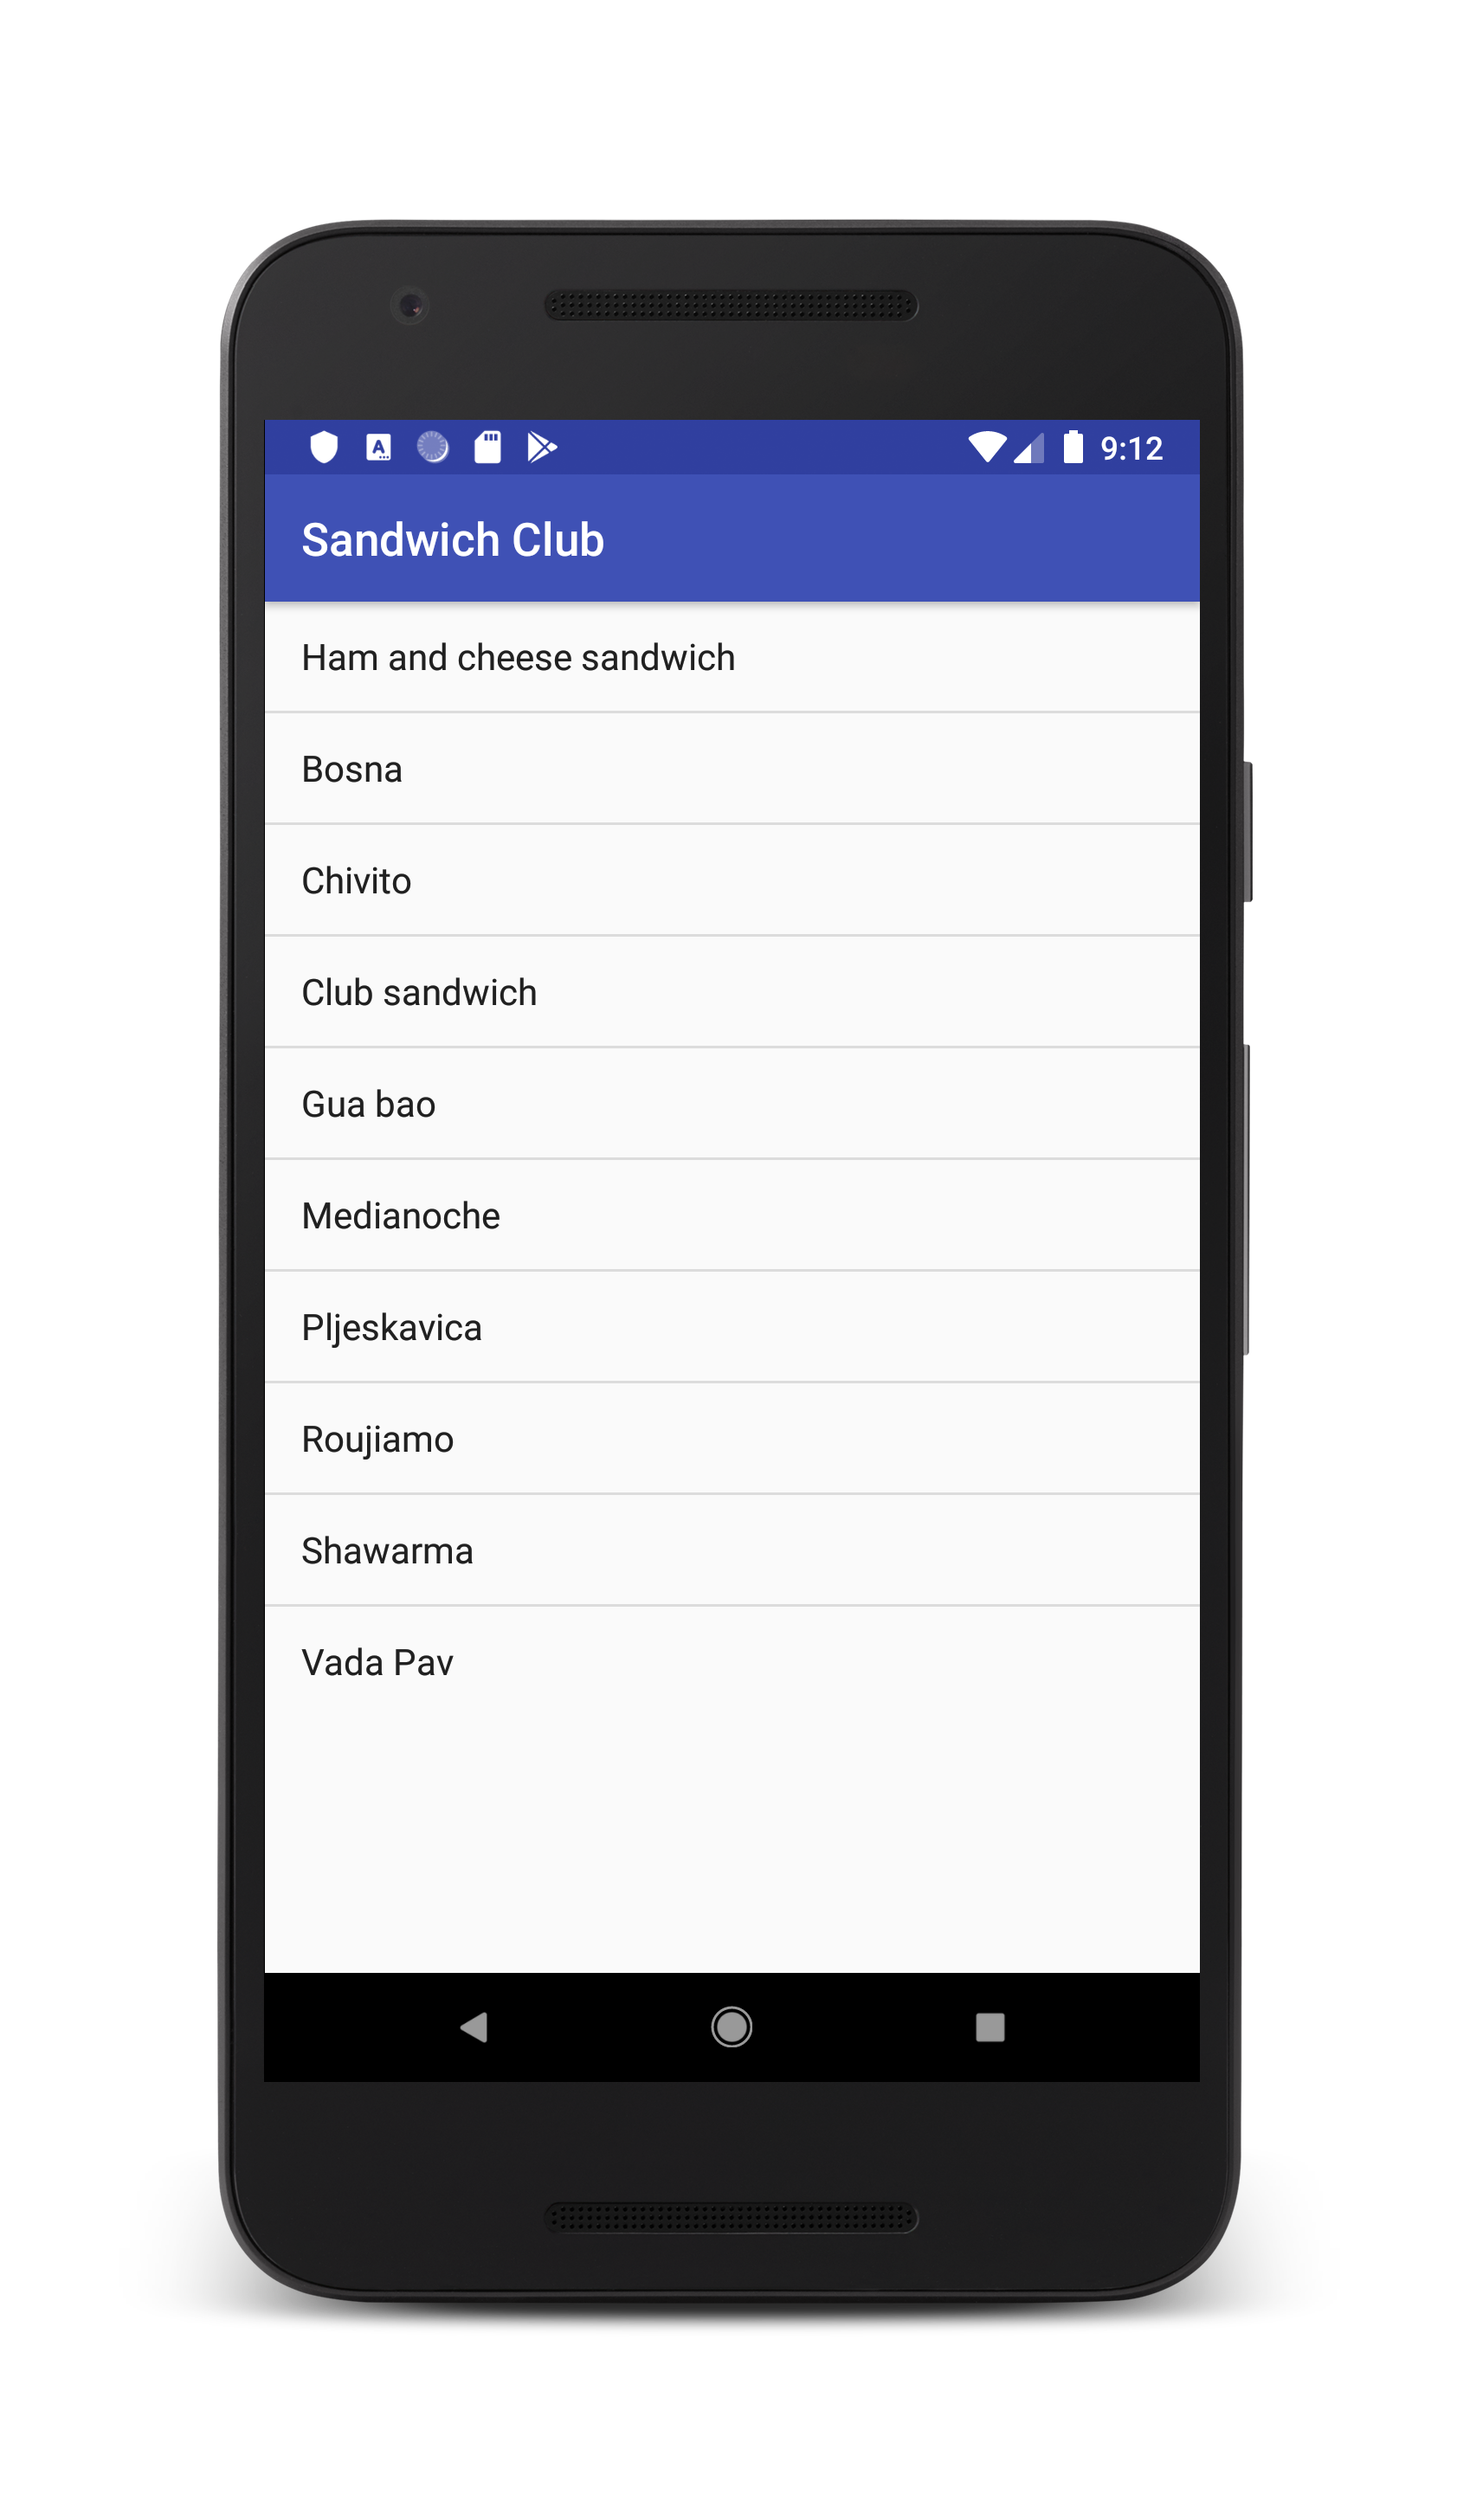 9:12
Sandwich Club
Ham and cheese sandwich
Bosna
Chivito
Club sandwich
Gua bao
Medianoche
Pljeskavica
Roujiamo
Shawarma
Vada Pav